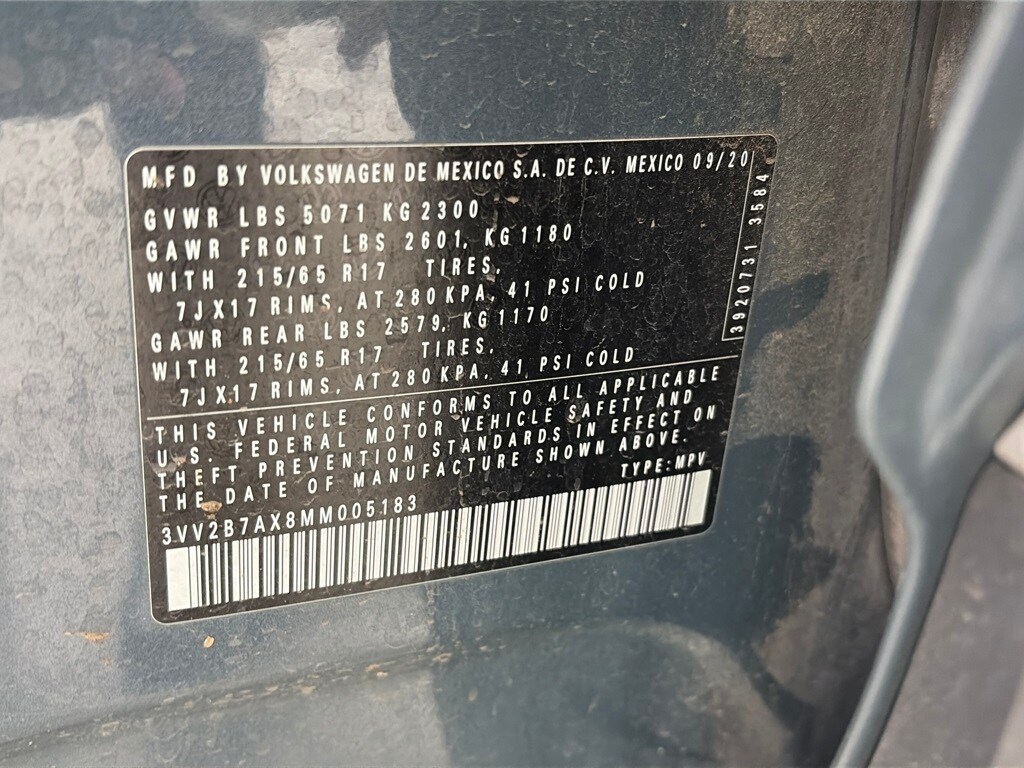 MFD BY VOLKSWAGEN DE MEXICO S.A. DE C.V. MEXICO 09/20
GVWR LBS 5071 KG 2300
GAWR FRONT LBS 2601, KG 1180
WITH 215/65 R17 TIRES,
7JX17 RIMS, AT 280 KPA, 41 PSI COLD
GAWR REAR LBS 2579, KG 1170
WITH 215/65 R17 TIRES,
7JX17 RIMS, AT 280 KPA, 41 PSI COLD
3920731 3584
THIS VEHICLE CONFORMS TO ALL APPLICABLE
U.S. FEDERAL MOTOR VEHICLE SAFETY AND
THEFT PREVENTION STANDARDS IN EFFECT ON
THE DATE OF MANUFACTURE SHOWN ABOVE.
TYPE: MPV
3VV2B7AX8MM005183